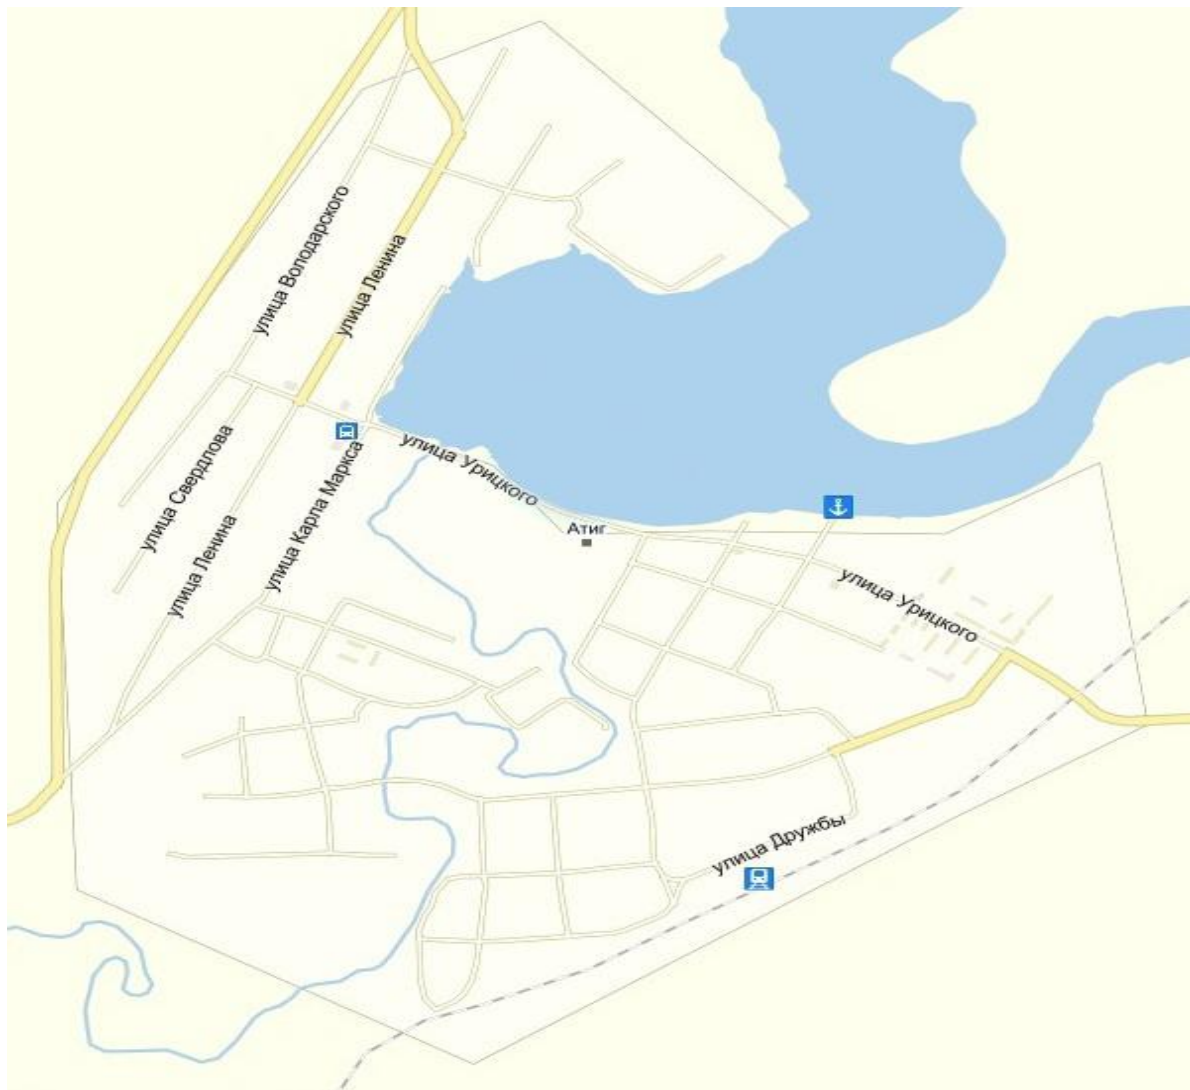 улица Володарского
улица Ленина
улица Свердлова
улица Ленина
улица Карла Маркса
улица Урицкого
Атиг
улица Урицкого
улица Дружбы